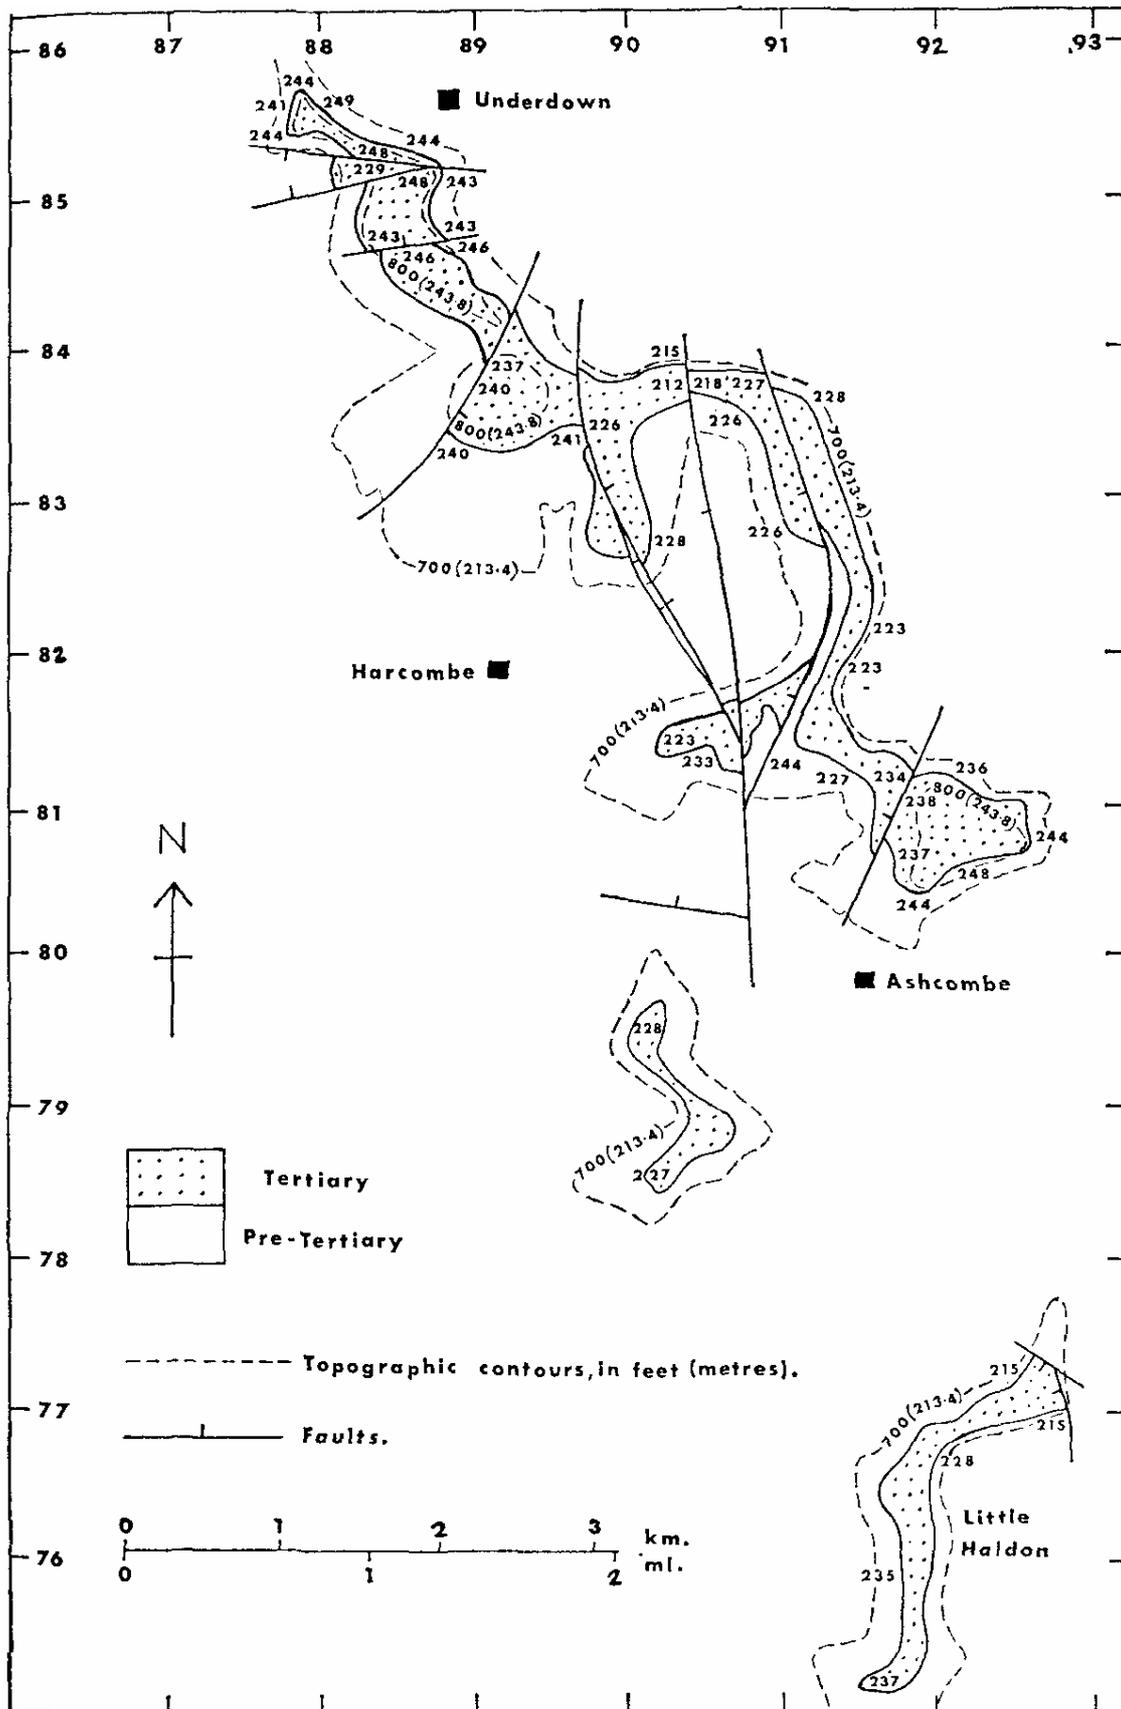 87 88 89 90 91 92 93
86
244
241 249
Underdown
244 244
248
229 248 243
85
243
243 246
246
800(243·8)
84
215
237
212 218 227
240 228
800(243·8) 226 226
241
240
700(213·4)
83
226
228
700(213·4)
223
82
223
Harcombe
700(213·4)
223
233 244 227 234 236
81
238 800(243·8)
N
237 244
248
244
80
Ashcombe
228
79
700(213·4)
227
Tertiary
Pre-Tertiary
78
Topographic contours, in feet (metres).
215
77
700(213·4)
215
Faults.
228
Little
Haldon
0 1 2 3 km.
0 1 2 ml.
76
235
237